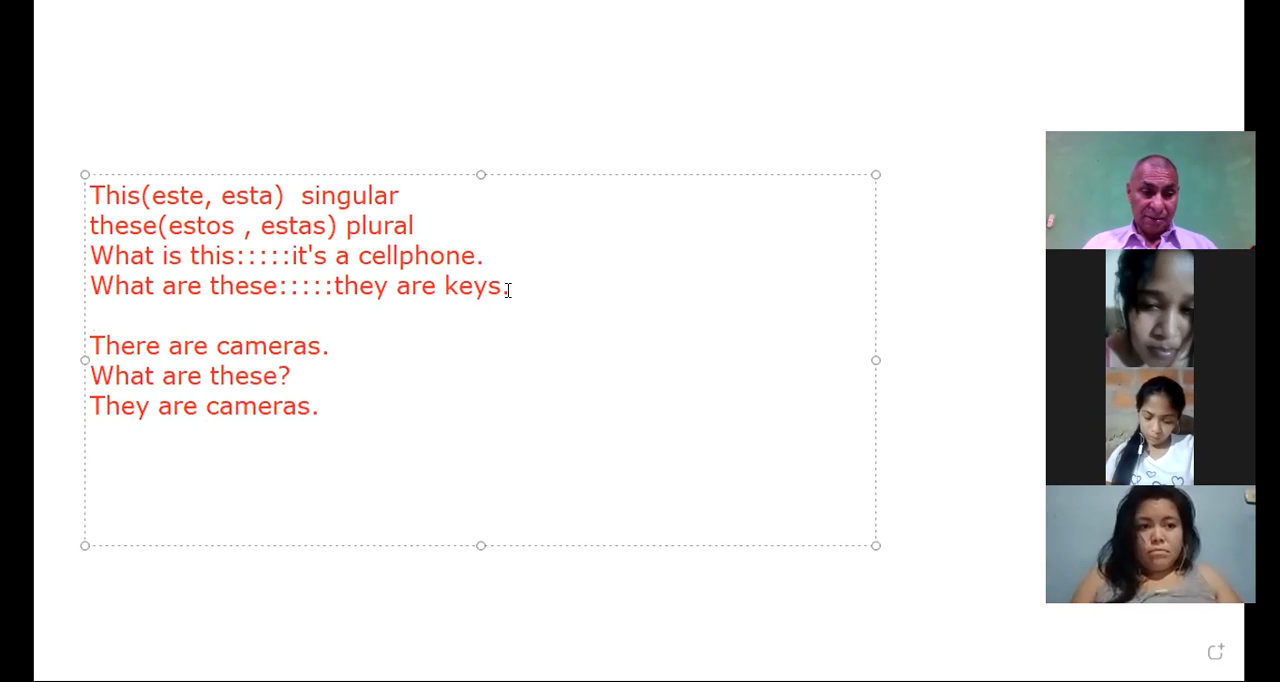 This(este, esta)  singular
these(estos , estas) plural
What is this:::::it's a cellphone.
What are these:::::they are keys.
There are cameras.
What are these?
They are cameras.